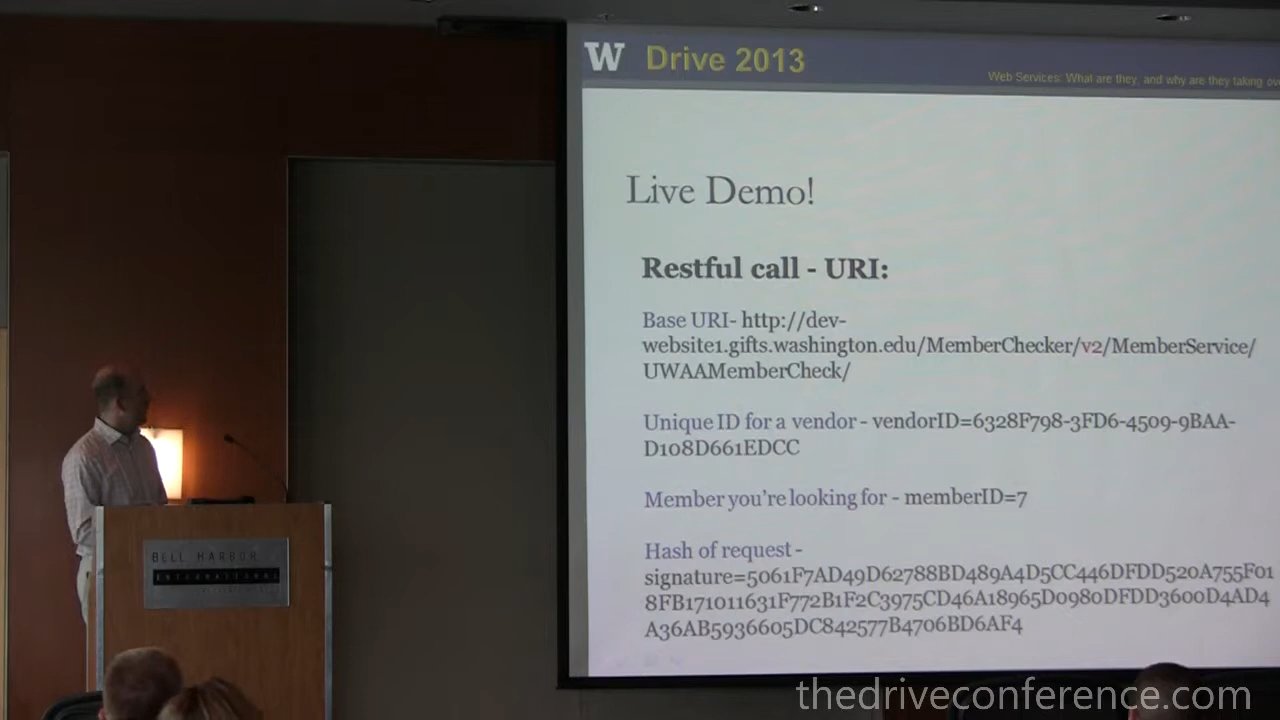 W Drive 2013
Web Services: What are they, and why are they taking ov
Live Demo!
Restful call - URI:
Base URI- http://dev-
website1.gifts.washington.edu/MemberChecker/v2/MemberService/
UWAAMemberCheck/
Unique ID for a vendor - vendorID=6328F798-3FD6-4509-9BAA-
D108D661EDCC
Member you're looking for - memberID=7
Hash of request -
signature=5061F7AD49D62788BD489A4D5CC446DFDD520A755F01
8FB171011631F772B1F2C3975CD46A18965D0980DFDD3600D4AD4
A36AB5936605DC842577B4706BD6AF4
BELL HARBOR
INTERNATIONAL
thedriveconference.com